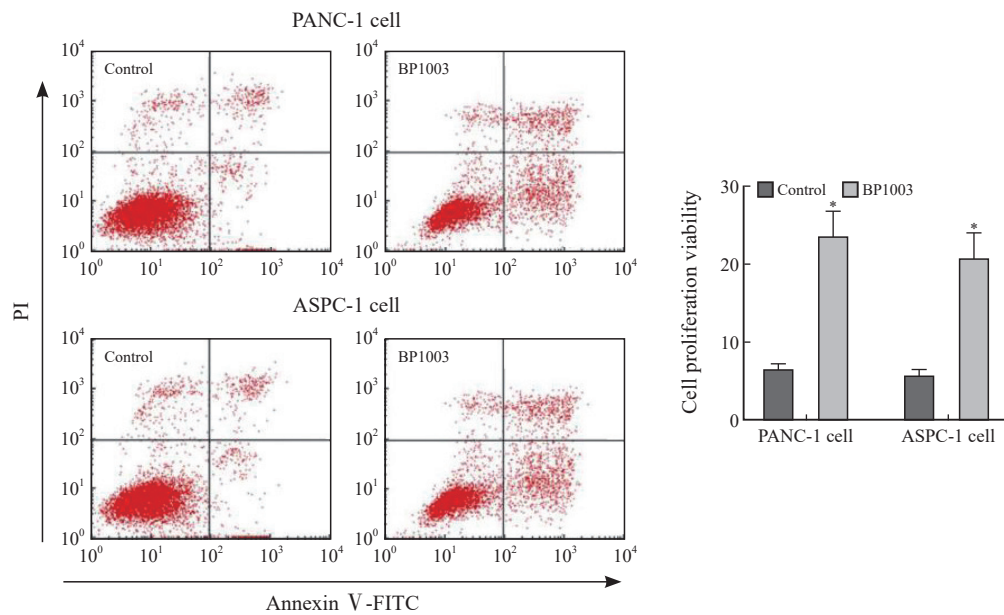 PANC-1 cell
10⁴
10³
10²
10¹
10⁰
Control
10⁰ 10¹ 10² 10³ 10⁴
10⁴
10³
10²
10¹
10⁰
BP1003
10⁰ 10¹ 10² 10³ 10⁴
ASPC-1 cell
10⁴
10³
10²
10¹
10⁰
Control
10⁰ 10¹ 10² 10³ 10⁴
10⁴
10³
10²
10¹
10⁰
BP1003
10⁰ 10¹ 10² 10³ 10⁴
PI
Annexin Ⅴ-FITC
Control BP1003
Cell proliferation viability
30
20
10
0
* *
PANC-1 cell ASPC-1 cell